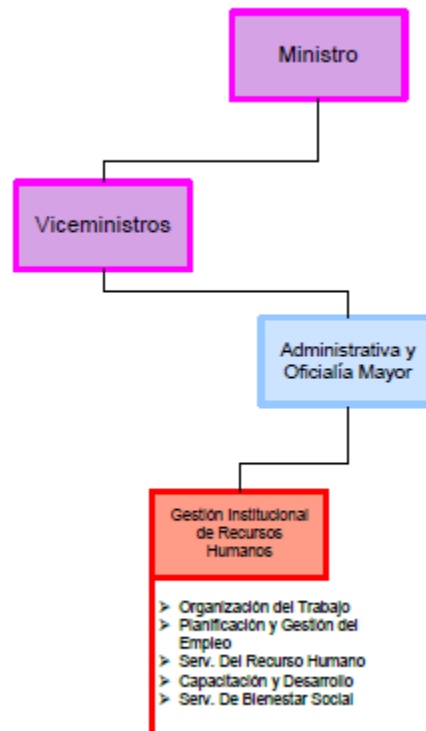 Ministro
Viceministros
Administrativa y
Oficialía Mayor
Gestión Institucional
de Recursos
Humanos
➢ Organización del Trabajo
➢ Planificación y Gestión del
Empleo
➢ Serv. Del Recurso Humano
➢ Capacitación y Desarrollo
➢ Serv. De Bienestar Social